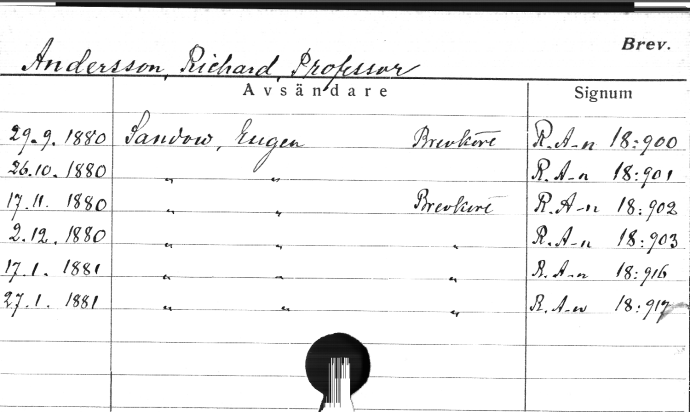 Brev.
Andersson, Richard, Professor
Avsändare Signum
29.9. 1880 Sandow, Eugen Brevkort R.A-n 18:900
26.10. 1880 " " R.A-n 18:901
17.11. 1880 " " Brevkort R.A-n 18:902
2.12. 1880 " " " R.A-n 18:903
17.1. 1881 " " " R.A-n 18:916
27.1. 1881 " " " R.A-n 18:917